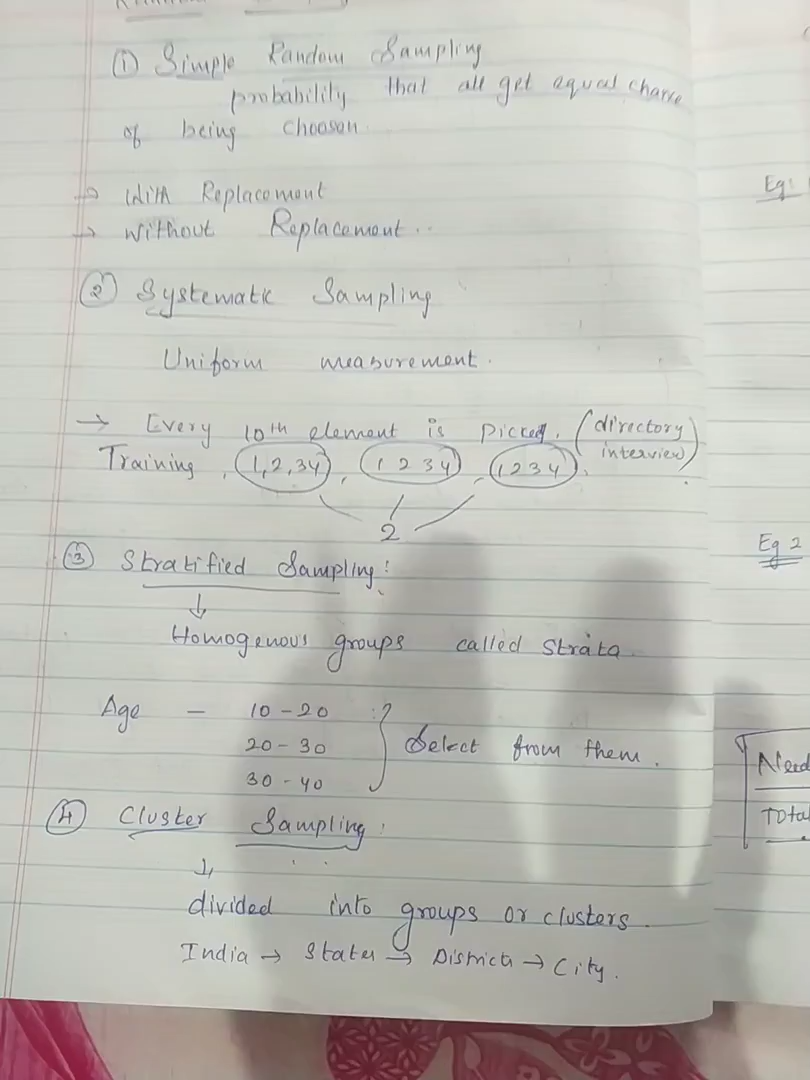 ① Simple Random Sampling
probability that all get equal chance
of being choosen
→ With Replacement
→ without Replacement..
② Systematic Sampling
Uniform measurement.
→ Every 10th element is picked. (directory interview)
Training, (1,2,34), (1 2 3 4), (1 2 3 4).
2
③ Stratified Sampling:
↓
Homogenous groups called strata.
Age - 10-20
20-30
30-40
} Select from them.
④ Cluster Sampling:
↓
divided into groups or clusters.
India → States → Districts → City.
Eg:
Eg 2
Need
Total